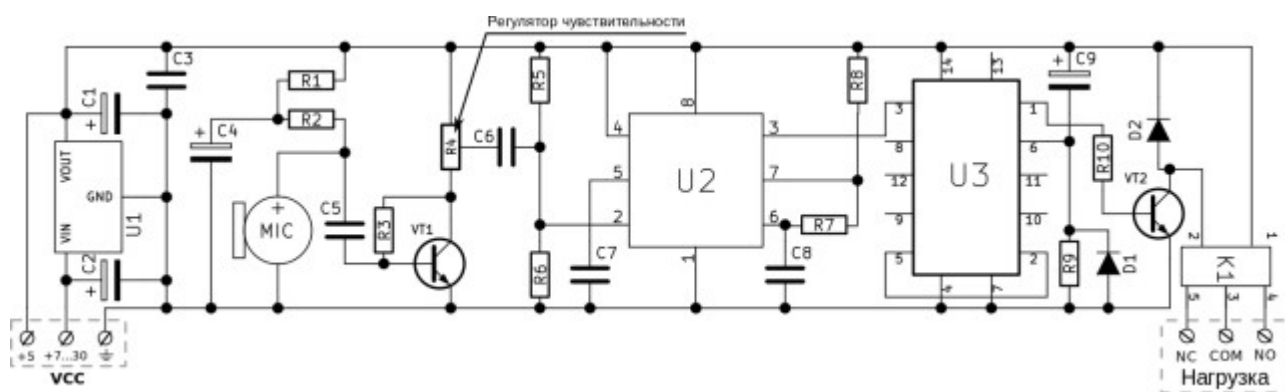 Регулятор чувствительности
C3
R1
R2
C1
+
C4
+
VOUT
GND
U1
VIN
C2
+
MIC
+
C5
R3
VT1
R4
C6
R5
R6
C7
4
5
2
8
U2
1
3
7
6
R7
C8
R8
14
13
3
8
12
9
5
U3
1
6
11
10
2
4
7
+
C9
R10
R9
D1
D2
VT2
2
1
K1
5
3
4
+5
+7...30
VCC
NC
COM
NO
Нагрузка